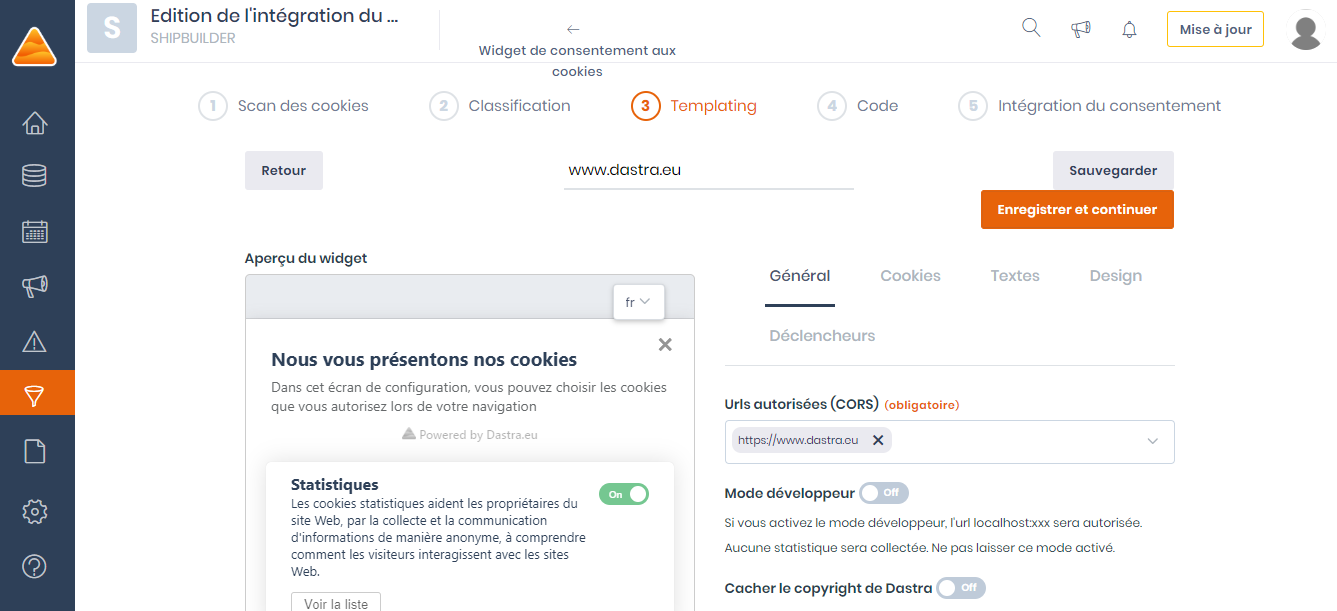 S
Edition de l'intégration du ...
SHIPBUILDER
←
Widget de consentement aux
cookies
Mise à jour
1 Scan des cookies
2 Classification
3 Templating
4 Code
5 Intégration du consentement
Retour
www.dastra.eu
Sauvegarder
Enregistrer et continuer
Aperçu du widget
fr
Nous vous présentons nos cookies
Dans cet écran de configuration, vous pouvez choisir les cookies
que vous autorisez lors de votre navigation
Powered by Dastra.eu
Statistiques
On
Les cookies statistiques aident les propriétaires du
site Web, par la collecte et la communication
d'informations de manière anonyme, à comprendre
comment les visiteurs interagissent avec les sites
Web.
Voir la liste
Général Cookies Textes Design
Déclencheurs
Urls autorisées (CORS) (obligatoire)
https://www.dastra.eu
Mode développeur Off
Si vous activez le mode développeur, l'url localhost:xxx sera autorisée.
Aucune statistique sera collectée. Ne pas laisser ce mode activé.
Cacher le copyright de Dastra Off